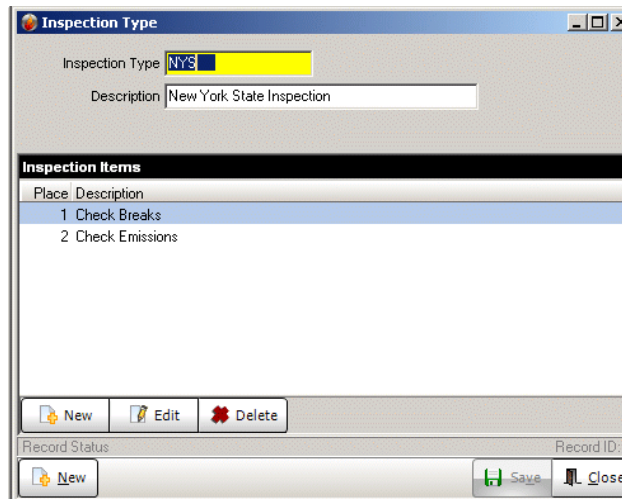 Inspection Type
Inspection Type NYS
Description New York State Inspection
Inspection Items
Place Description
1 Check Breaks
2 Check Emissions
New Edit Delete
Record Status Record ID:
New Save Close